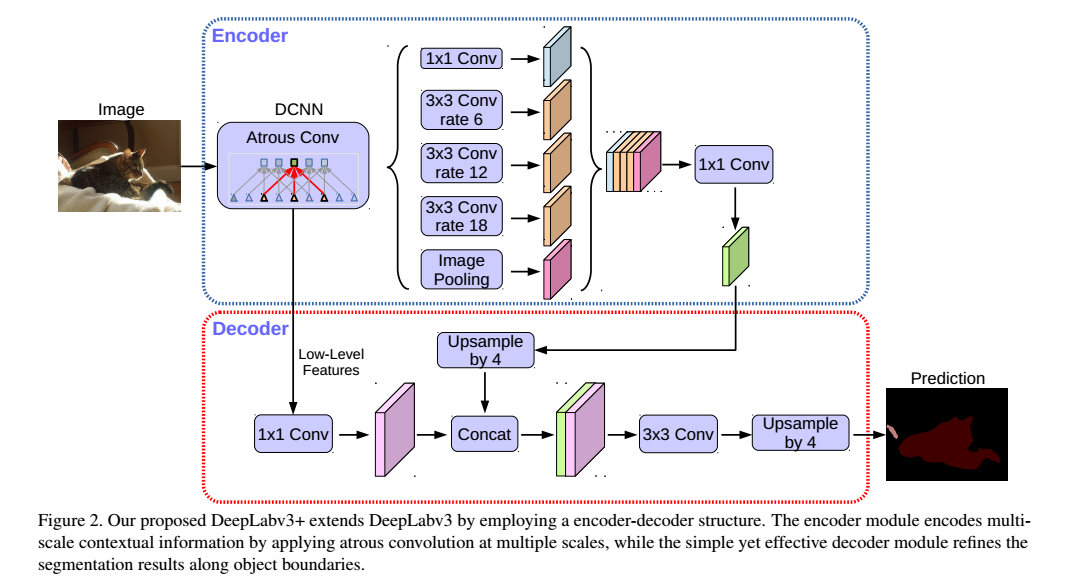 Encoder
Image
DCNN
Atrous Conv
1x1 Conv
3x3 Conv
rate 6
3x3 Conv
rate 12
3x3 Conv
rate 18
Image
Pooling
1x1 Conv
Decoder
Low-Level
Features
Upsample
by 4
1x1 Conv
Concat
3x3 Conv
Upsample
by 4
Prediction
Figure 2. Our proposed DeepLabv3+ extends DeepLabv3 by employing a encoder-decoder structure. The encoder module encodes multi-
scale contextual information by applying atrous convolution at multiple scales, while the simple yet effective decoder module refines the
segmentation results along object boundaries.